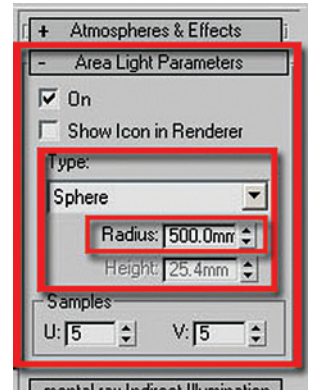 + Atmospheres & Effects
- Area Light Parameters
On
Show Icon in Renderer
Type:
Sphere
Radius: 500.0mm
Height: 25.4mm
Samples
U: 5 V: 5
mental ray Indirect Illumination